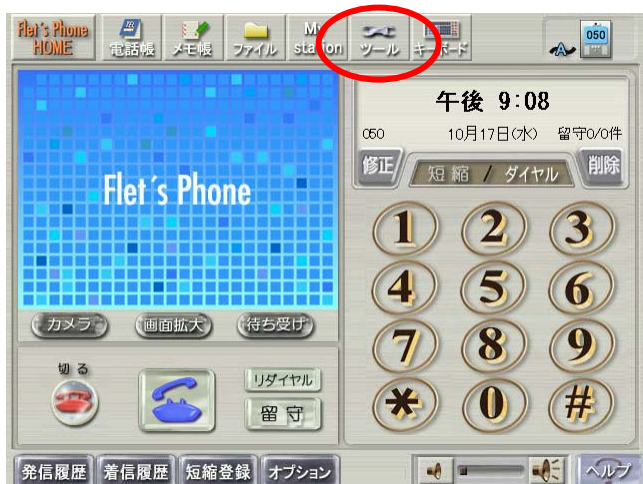 Flet's Phone
HOME
電話帳
メモ帳
ファイル
My
station
ツール
キーボード
050
午後 9:08
050
10月17日(水)
留守0/0件
修正
短縮 / ダイヤル
削除
Flet's Phone
1
2
3
4
5
6
7
8
9
*
0
#
カメラ
画面拡大
待ち受け
切る
リダイヤル
留守
発信履歴
着信履歴
短縮登録
オプション
ヘルプ